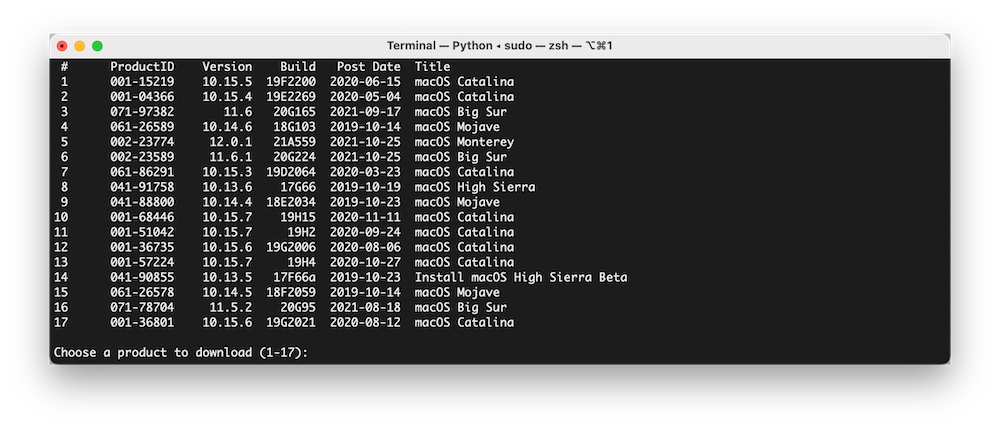 Terminal — Python ◂ sudo — zsh — ⌥⌘1
# ProductID Version Build Post Date Title
1 001-15219 10.15.5 19F2200 2020-06-15 macOS Catalina
2 001-04366 10.15.4 19E2269 2020-05-04 macOS Catalina
3 071-97382 11.6 20G165 2021-09-17 macOS Big Sur
4 061-26589 10.14.6 18G103 2019-10-14 macOS Mojave
5 002-23774 12.0.1 21A559 2021-10-25 macOS Monterey
6 002-23589 11.6.1 20G224 2021-10-25 macOS Big Sur
7 061-86291 10.15.3 19D2064 2020-03-23 macOS Catalina
8 041-91758 10.13.6 17G66 2019-10-19 macOS High Sierra
9 041-88800 10.14.4 18E2034 2019-10-23 macOS Mojave
10 001-68446 10.15.7 19H15 2020-11-11 macOS Catalina
11 001-51042 10.15.7 19H2 2020-09-24 macOS Catalina
12 001-36735 10.15.6 19G2006 2020-08-06 macOS Catalina
13 001-57224 10.15.7 19H4 2020-10-27 macOS Catalina
14 041-90855 10.13.5 17F66a 2019-10-23 Install macOS High Sierra Beta
15 061-26578 10.14.5 18F2059 2019-10-14 macOS Mojave
16 071-78704 11.5.2 20G95 2021-08-18 macOS Big Sur
17 001-36801 10.15.6 19G2021 2020-08-12 macOS Catalina
Choose a product to download (1-17):